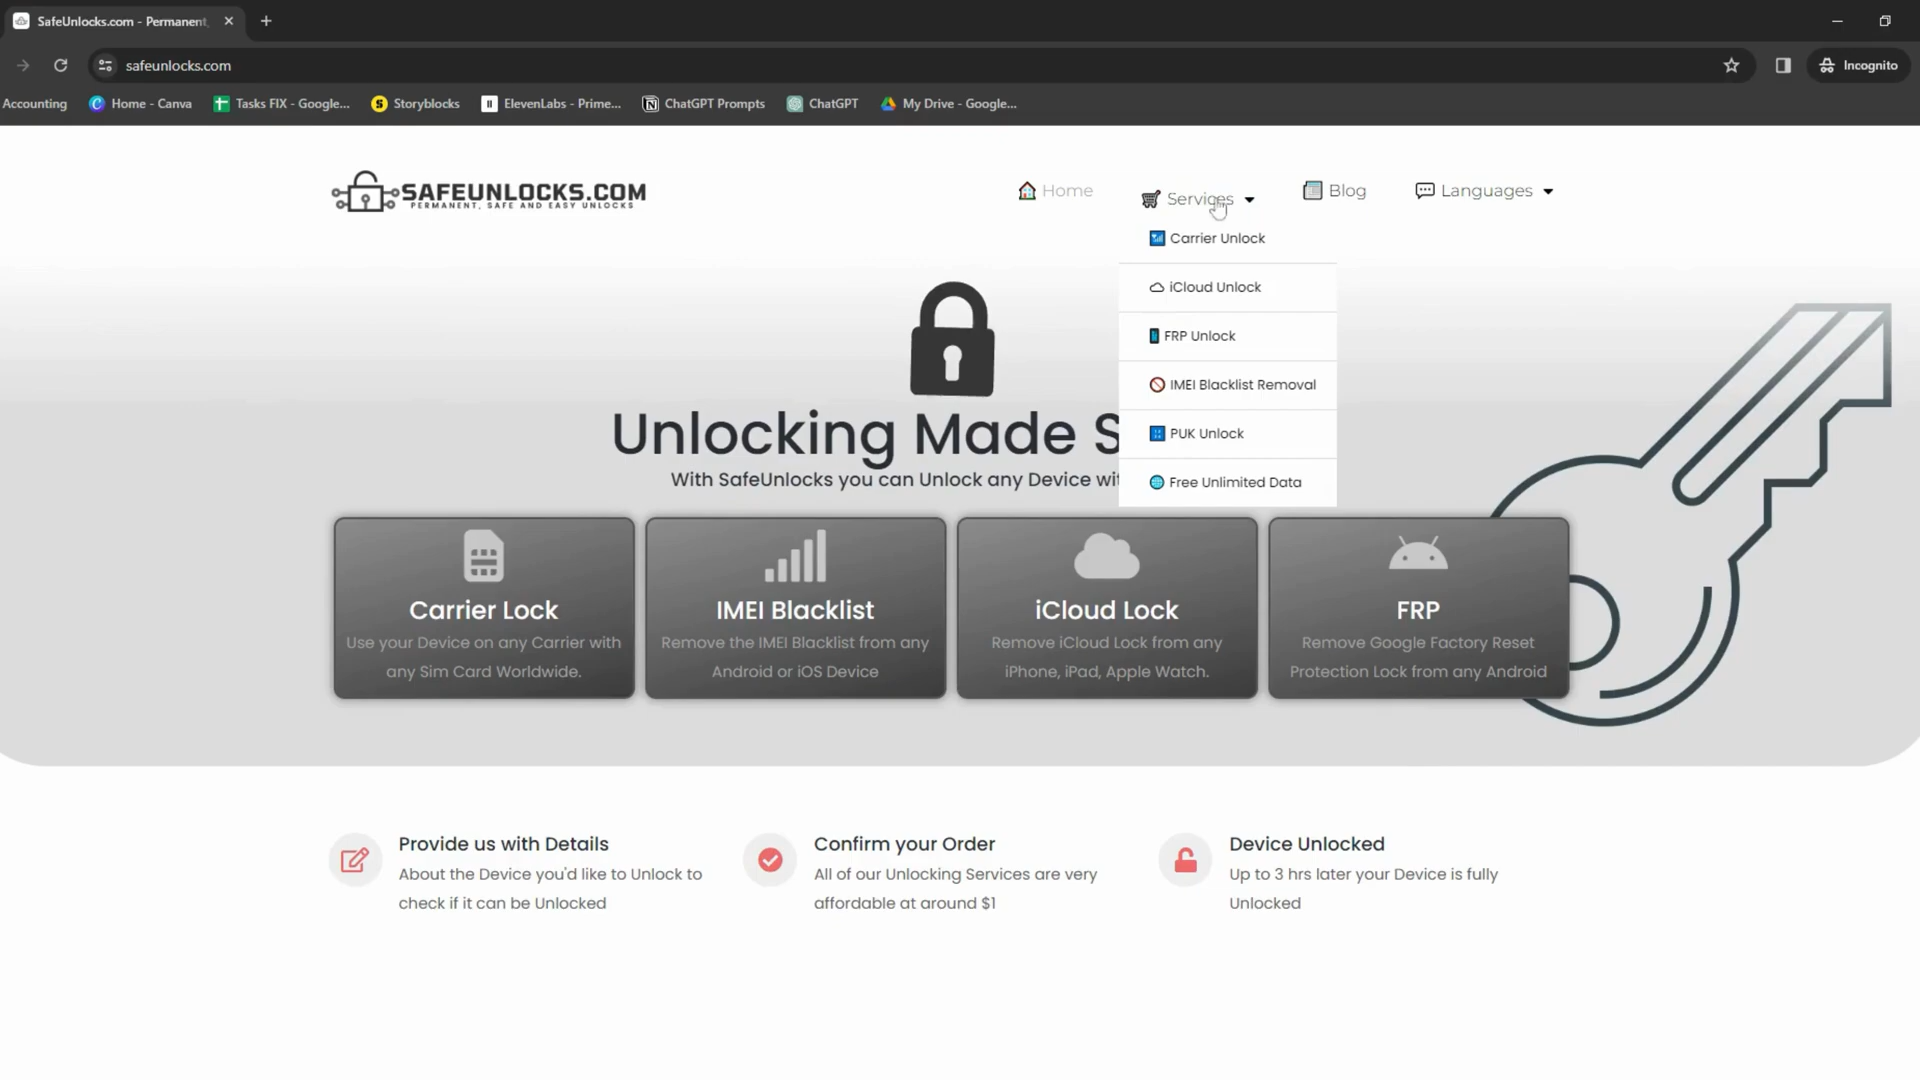 SafeUnlocks.com - Permanent,
safeunlocks.com
Incognito
Accounting
Home - Canva
Tasks FIX - Google...
Storyblocks
ElevenLabs - Prime...
ChatGPT Prompts
ChatGPT
My Drive - Google...
SAFEUNLOCKS.COM
PERMANENT, SAFE AND EASY UNLOCKS
Home
Services
Blog
Languages
Carrier Unlock
iCloud Unlock
FRP Unlock
IMEI Blacklist Removal
PUK Unlock
Free Unlimited Data
Unlocking Made S
With SafeUnlocks you can Unlock any Device wit
Carrier Lock
Use your Device on any Carrier with
any Sim Card Worldwide.
IMEI Blacklist
Remove the IMEI Blacklist from any
Android or iOS Device
iCloud Lock
Remove iCloud Lock from any
iPhone, iPad, Apple Watch.
FRP
Remove Google Factory Reset
Protection Lock from any Android
Provide us with Details
About the Device you'd like to Unlock to
check if it can be Unlocked
Confirm your Order
All of our Unlocking Services are very
affordable at around $1
Device Unlocked
Up to 3 hrs later your Device is fully
Unlocked